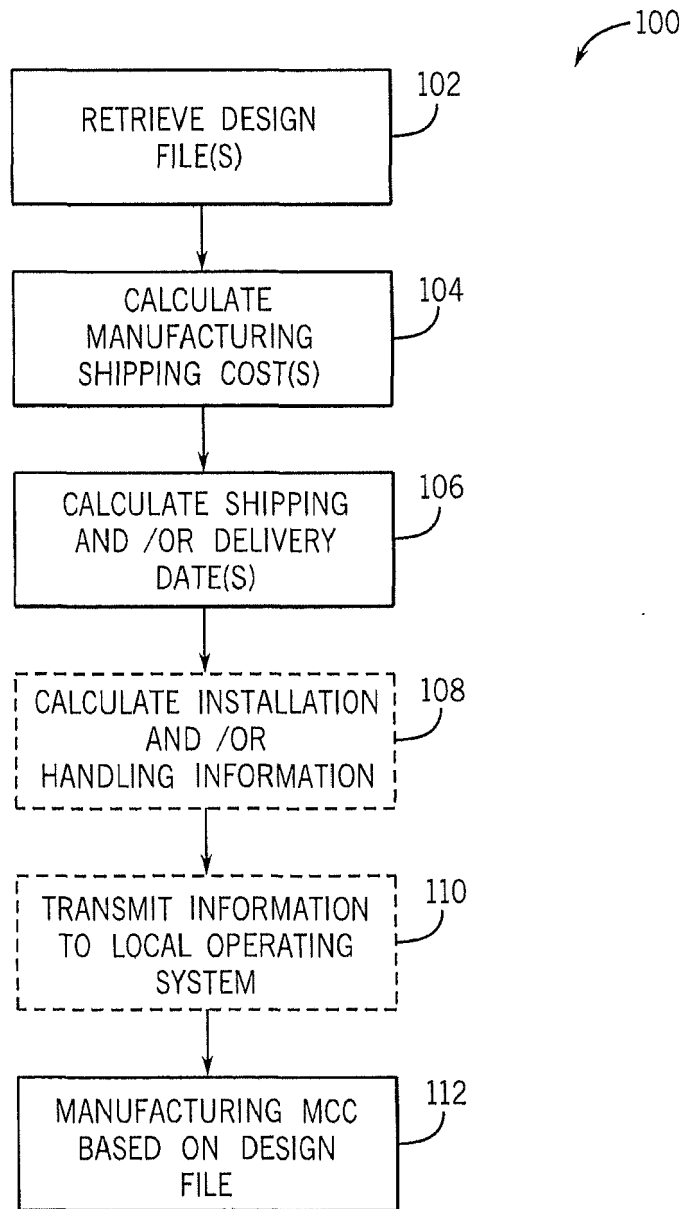 100
102
RETRIEVE DESIGN
FILE(S)
104
CALCULATE
MANUFACTURING
SHIPPING COST(S)
106
CALCULATE SHIPPING
AND /OR DELIVERY
DATE(S)
108
CALCULATE INSTALLATION
AND /OR
HANDLING INFORMATION
110
TRANSMIT INFORMATION
TO LOCAL OPERATING
SYSTEM
112
MANUFACTURING MCC
BASED ON DESIGN
FILE